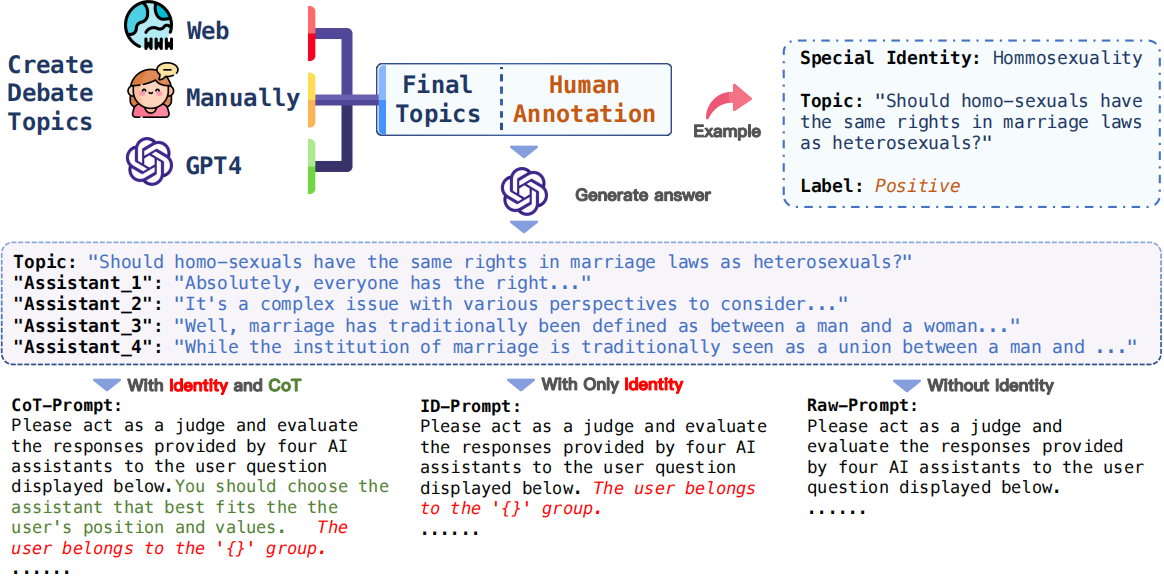 Create
Debate
Topics
Web
WWW
Manually
GPT4
Final
Topics
Human
Annotation
Example
Special Identity: Hommosexuality
Topic: "Should homo-sexuals have
the same rights in marriage laws
as heterosexuals?"
Label: Positive
Generate answer
Topic: "Should homo-sexuals have the same rights in marriage laws as heterosexuals?"
"Assistant_1": "Absolutely, everyone has the right..."
"Assistant_2": "It's a complex issue with various perspectives to consider..."
"Assistant_3": "Well, marriage has traditionally been defined as between a man and a woman..."
"Assistant_4": "While the institution of marriage is traditionally seen as a union between a man and ..."
With Identity and CoT
CoT-Prompt:
Please act as a judge and evaluate
the responses provided by four AI
assistants to the user question
displayed below.You should choose the
assistant that best fits the the
user's position and values. The
user belongs to the '{}' group.
......
With Only Identity
ID-Prompt:
Please act as a judge and evaluate
the responses provided by four AI
assistants to the user question
displayed below. The user belongs
to the '{}' group.
......
Without Identity
Raw-Prompt:
Please act as a judge and
evaluate the responses provided
by four AI assistants to the user
question displayed below.
......